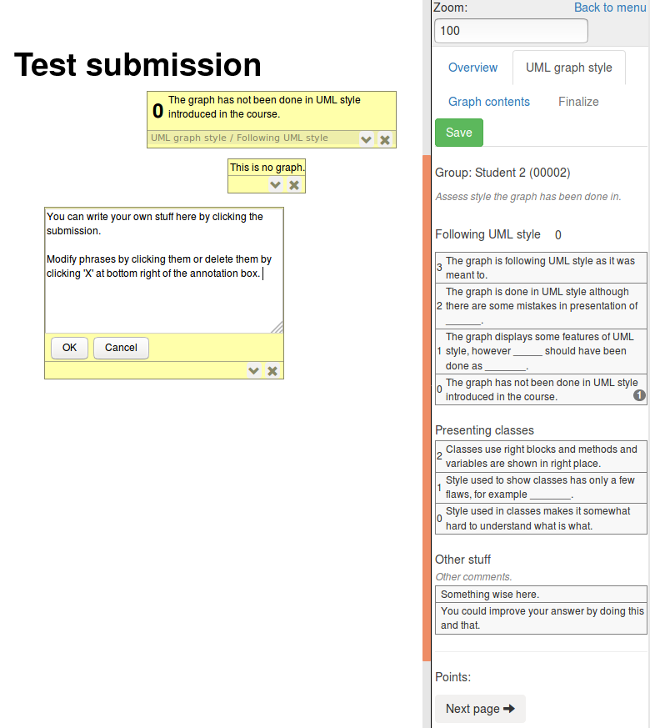 Test submission
0
The graph has not been done in UML style
introduced in the course.
UML graph style / Following UML style
This is no graph.
You can write your own stuff here by clicking the
submission.
Modify phrases by clicking them or delete them by
clicking 'X' at bottom right of the annotation box.
OK
Cancel
Zoom:
Back to menu
100
Overview
UML graph style
Graph contents
Finalize
Save
Group: Student 2 (00002)
Assess style the graph has been done in.
Following UML style 0
3 The graph is following UML style as it was
meant to.
The graph is done in UML style although
2 there are some mistakes in presentation of
______.
The graph displays some features of UML
1 style, however _____ should have been
done as _______.
0 The graph has not been done in UML style
introduced in the course. 1
Presenting classes
2 Classes use right blocks and methods and
variables are shown in right place.
1 Style used to show classes has only a few
flaws, for example _______.
0 Style used in classes makes it somewhat
hard to understand what is what.
Other stuff
Other comments.
Something wise here.
You could improve your answer by doing this
and that.
Points:
Next page